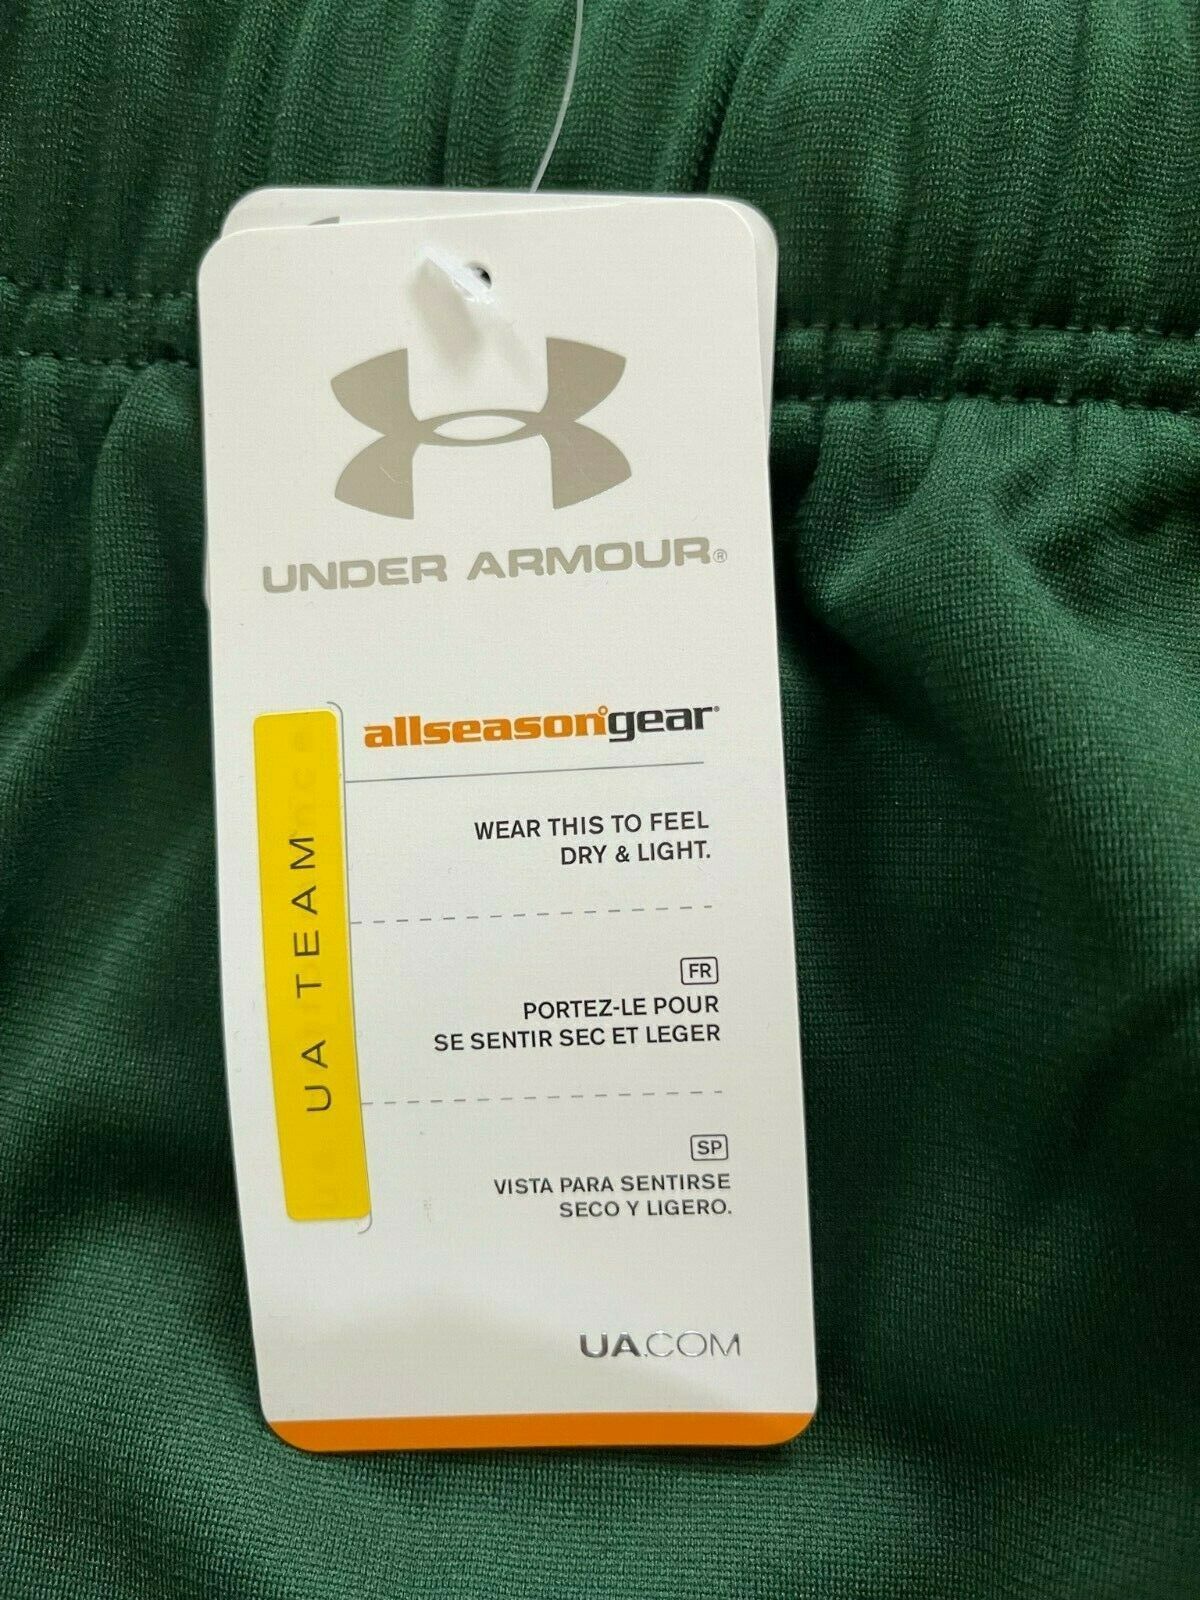 UNDER ARMOUR®
allseasongear®
UA TEAM
WEAR THIS TO FEEL
DRY & LIGHT.
FR
PORTEZ-LE POUR
SE SENTIR SEC ET LEGER
SP
VISTA PARA SENTIRSE
SECO Y LIGERO.
UA.COM